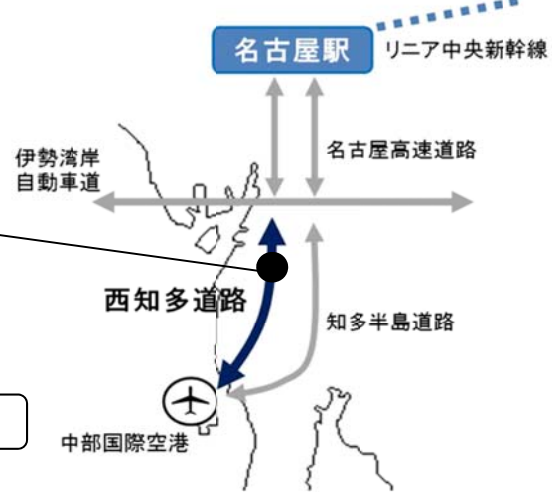 名古屋駅
リニア中央新幹線
伊勢湾岸
自動車道
名古屋高速道路
西知多道路
知多半島道路
中部国際空港